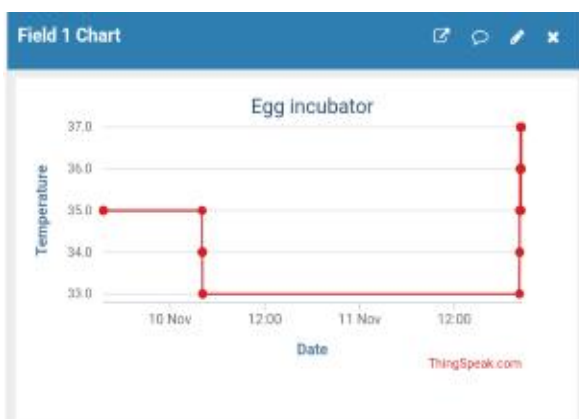 Field 1 Chart
Egg incubator
37.0
36.0
35.0
34.0
33.0
Temperature
10 Nov 12:00 11 Nov 12:00
Date
ThingSpeak.com